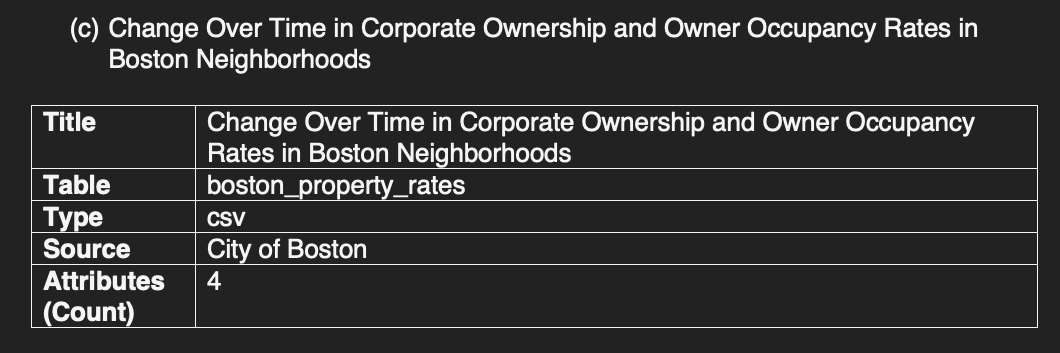 (c) Change Over Time in Corporate Ownership and Owner Occupancy Rates in
Boston Neighborhoods
Title
Change Over Time in Corporate Ownership and Owner Occupancy
Rates in Boston Neighborhoods
Table
boston_property_rates
Type
csv
Source
City of Boston
Attributes
(Count)
4